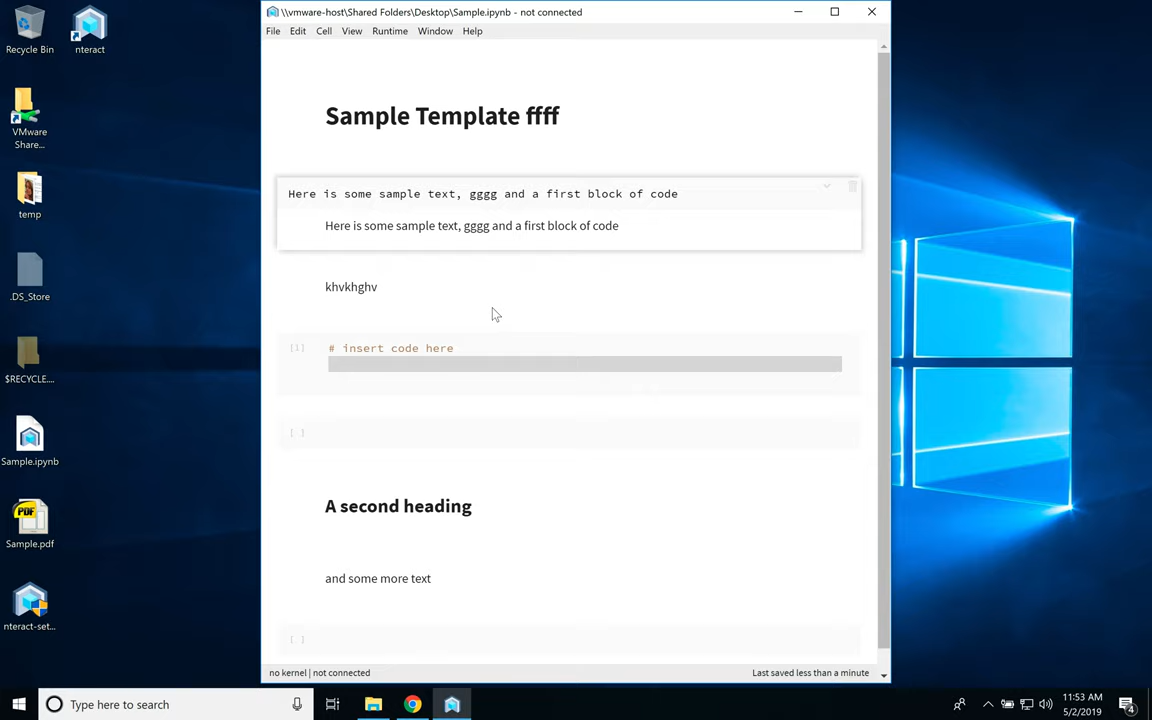 \\vmware-host\Shared Folders\Desktop\Sample.ipynb - not connected
File Edit Cell View Runtime Window Help
Recycle Bin
nteract
VMware
Share...
temp
.DS_Store
$RECYCLE....
Sample.ipynb
PDF
Sample.pdf
nteract-set...
Sample Template ffff
Here is some sample text, gggg and a first block of code
Here is some sample text, gggg and a first block of code
khvkhghv
[1] # insert code here
[ ]
A second heading
and some more text
[ ]
no kernel | not connected Last saved less than a minute
Type here to search
11:53 AM
5/2/2019
4